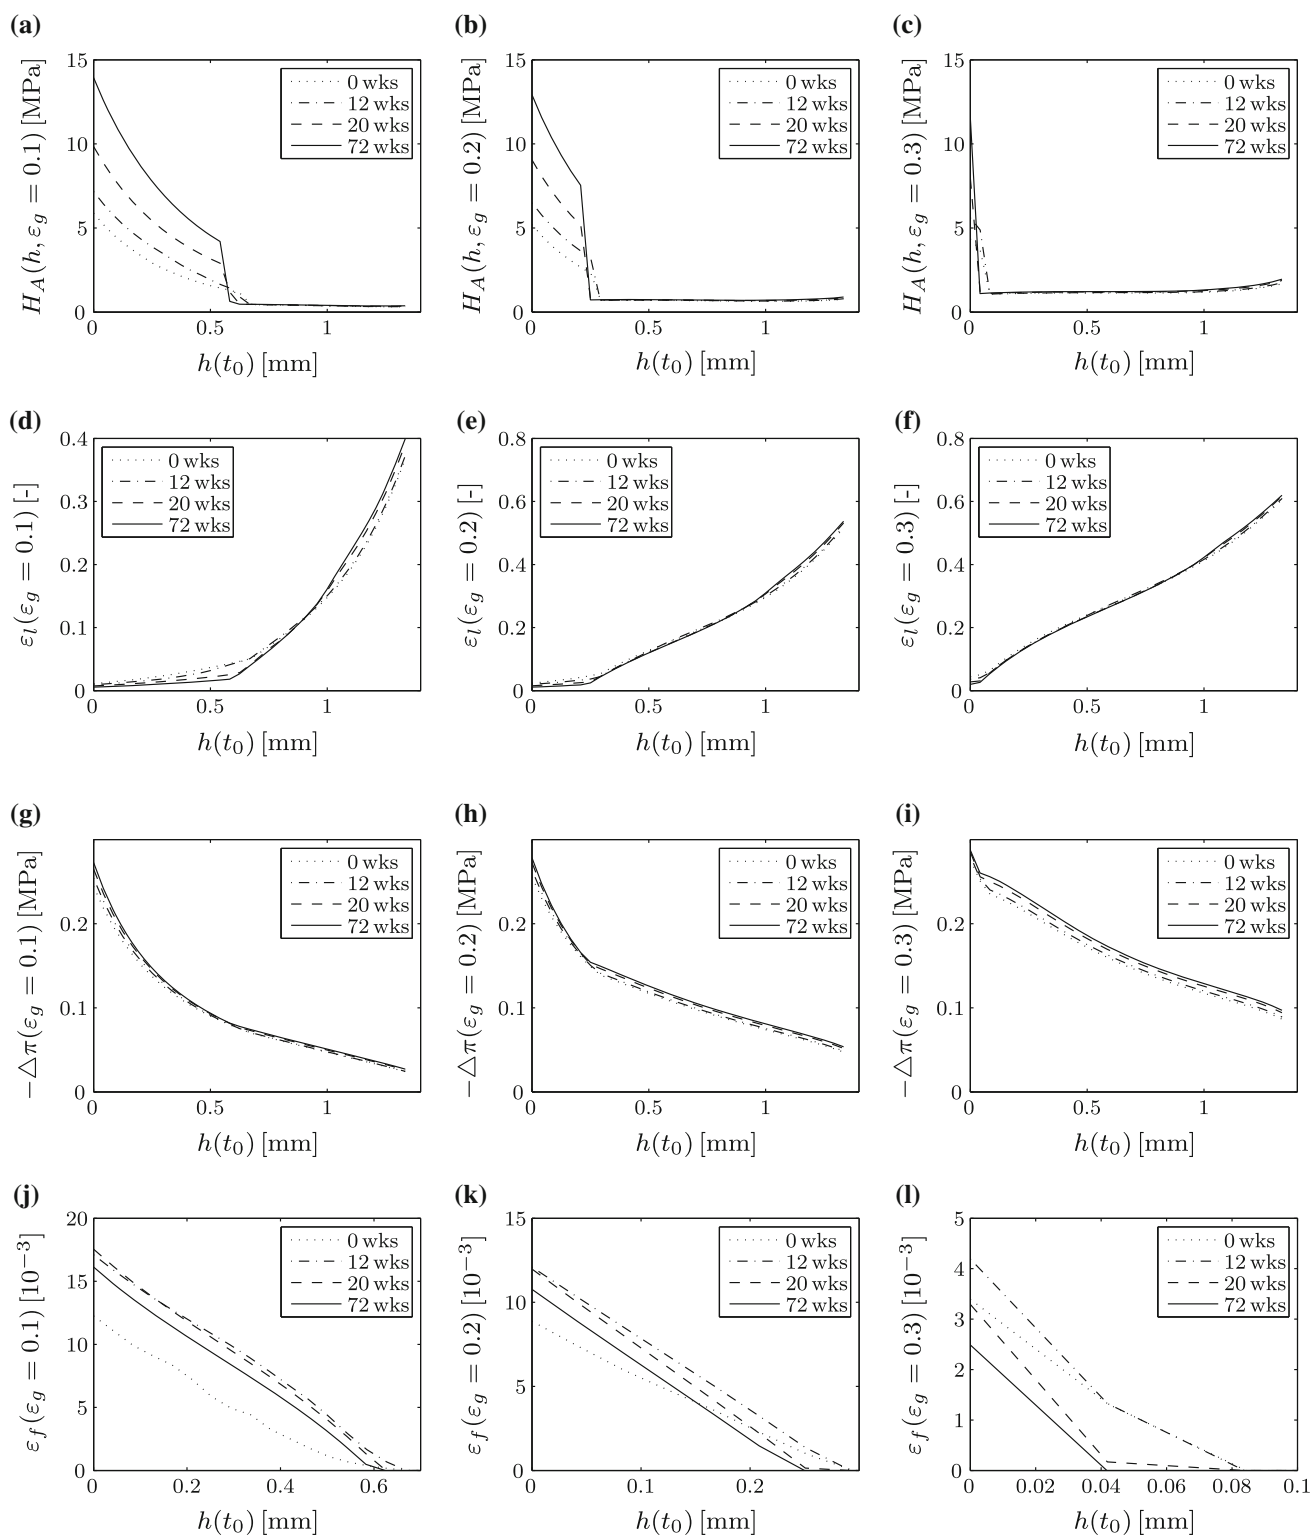 (a)
(b)
(c)
H_A(h, ε_g = 0.1) [MPa]
15
10
5
0
0 wks
12 wks
20 wks
72 wks
0 0.5 1
h(t_0) [mm]
H_A(h, ε_g = 0.2) [MPa]
15
10
5
0
0 wks
12 wks
20 wks
72 wks
0 0.5 1
h(t_0) [mm]
H_A(h, ε_g = 0.3) [MPa]
15
10
5
0
0 wks
12 wks
20 wks
72 wks
0 0.5 1
h(t_0) [mm]
(d)
(e)
(f)
ε_l(ε_g = 0.1) [-]
0.4
0.3
0.2
0.1
0
0 wks
12 wks
20 wks
72 wks
0 0.5 1
h(t_0) [mm]
ε_l(ε_g = 0.2) [-]
0.8
0.6
0.4
0.2
0
0 wks
12 wks
20 wks
72 wks
0 0.5 1
h(t_0) [mm]
ε_l(ε_g = 0.3) [-]
0.8
0.6
0.4
0.2
0
0 wks
12 wks
20 wks
72 wks
0 0.5 1
h(t_0) [mm]
(g)
(h)
(i)
−△π(ε_g = 0.1) [MPa]
0.2
0.1
0
0 wks
12 wks
20 wks
72 wks
0 0.5 1
h(t_0) [mm]
−△π(ε_g = 0.2) [MPa]
0.2
0.1
0
0 wks
12 wks
20 wks
72 wks
0 0.5 1
h(t_0) [mm]
−△π(ε_g = 0.3) [MPa]
0.2
0.1
0
0 wks
12 wks
20 wks
72 wks
0 0.5 1
h(t_0) [mm]
(j)
(k)
(l)
ε_f(ε_g = 0.1) [10^−3]
20
15
10
5
0
0 wks
12 wks
20 wks
72 wks
0 0.2 0.4 0.6
h(t_0) [mm]
ε_f(ε_g = 0.2) [10^−3]
15
10
5
0
0 wks
12 wks
20 wks
72 wks
0 0.1 0.2
h(t_0) [mm]
ε_f(ε_g = 0.3) [10^−3]
5
4
3
2
1
0
0 wks
12 wks
20 wks
72 wks
0 0.02 0.04 0.06 0.08 0.1
h(t_0) [mm]